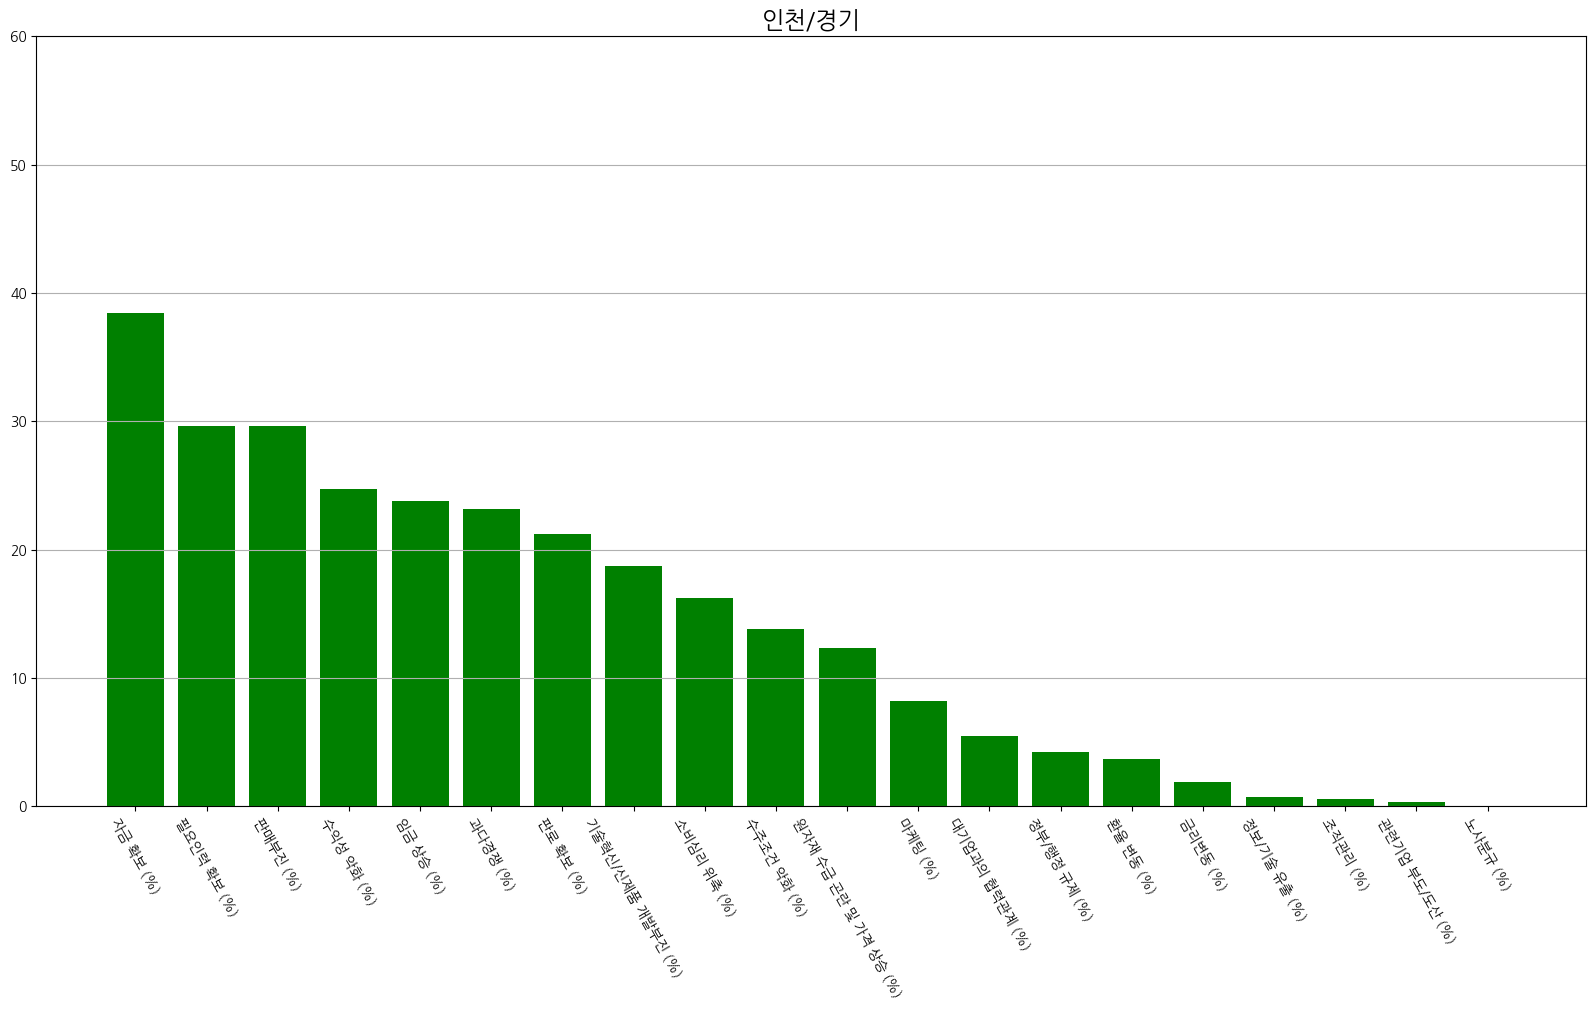 인천/경기
60
50
40
30
20
10
0
자금 확보 (%)
필요인력 확보 (%)
판매부진 (%)
수익성 악화 (%)
임금 상승 (%)
과다경쟁 (%)
판로 확보 (%)
기술혁신/신제품 개발부진 (%)
소비심리 위축 (%)
수주조건 악화 (%)
원자재 수급 곤란 및 가격 상승 (%)
마케팅 (%)
대기업과의 협력관계 (%)
정부/행정 규제 (%)
환율 변동 (%)
금리변동 (%)
정보/기술 유출 (%)
조직관리 (%)
관련기업 부도/도산 (%)
노사분규 (%)